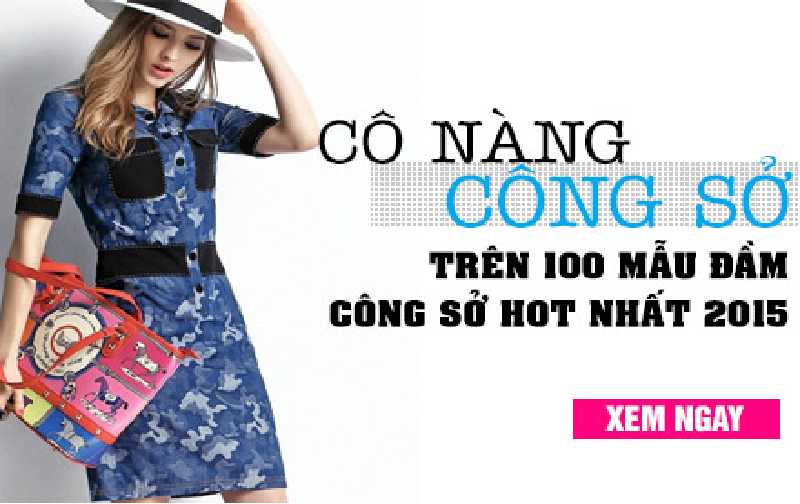 CÔ NÀNG
CÔNG SỞ
TRÊN 100 MẪU ĐẦM
CÔNG SỞ HOT NHẤT 2015
XEM NGAY